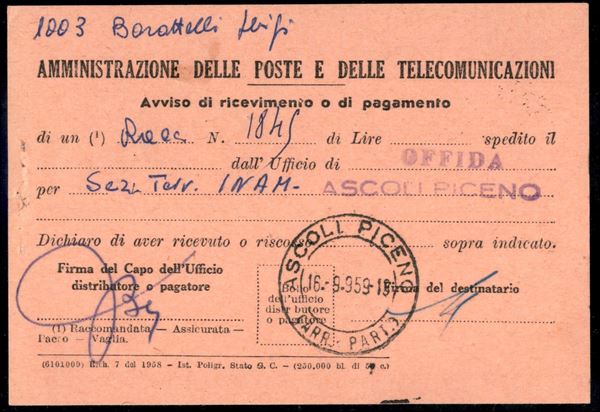 1003 Barattelli Luigi
AMMINISTRAZIONE DELLE POSTE E DELLE TELECOMUNICAZIONI
Avviso di ricevimento o di pagamento
di un (¹) Racc N. 1845 di Lire spedito il
dall'Ufficio di OFFIDA
per Sez. Terr. INAM - ASCOLI PICENO
Dichiaro di aver ricevuto o riscosso sopra indicato.
ASCOLI PICENO
16-9-959-19
ARR. PART.
Firma del Capo dell'Ufficio
distributore o pagatore
Bollo
dell'ufficio
distributore
o pagatore
Firma del destinatario
(1) Raccomandata — Assicurata —
Pacco — Vaglia.
(6101009) Rich. 7 del 1958 - Ist. Poligr. Stato G. C. - (250.000 bl. di 50 c.)